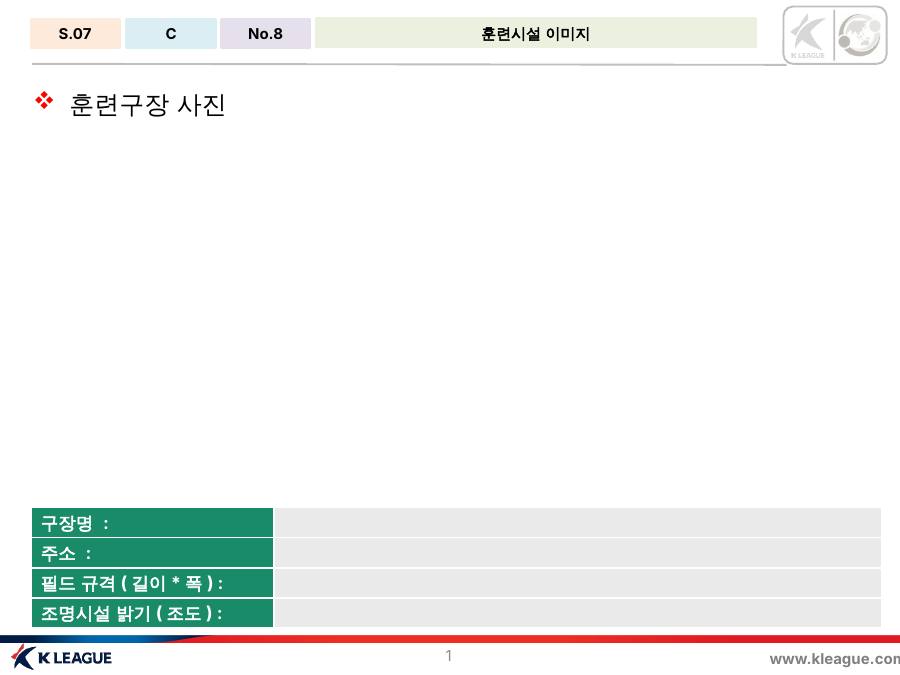 S.07 C No.8 훈련시설 이미지
K LEAGUE
훈련구장 사진
구장명 :
주소 :
필드 규격 ( 길이 * 폭 ) :
조명시설 밝기 ( 조도 ) :
K LEAGUE 1 www.kleague.con